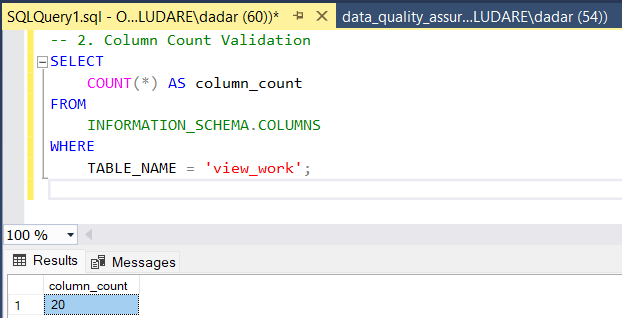 SQLQuery1.sql - O...LUDARE\dadar (60))* data_quality_assur...LUDARE\dadar (54))
-- 2. Column Count Validation
SELECT
COUNT(*) AS column_count
FROM
INFORMATION_SCHEMA.COLUMNS
WHERE
TABLE_NAME = 'view_work';
100 %
Results Messages
column_count
1 20